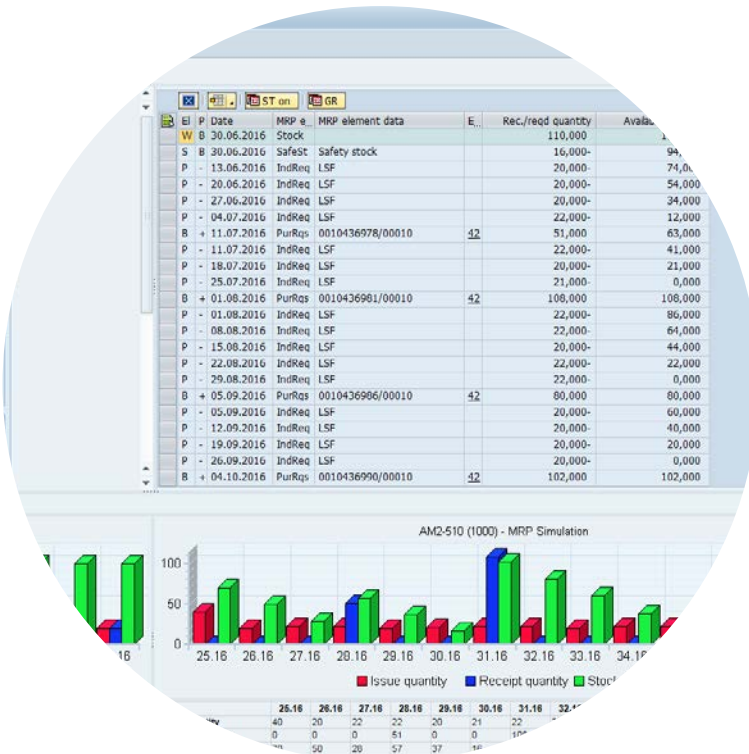 ST on GR
El P Date MRP e... MRP element data E... Rec./reqd quantity
W B 30.06.2016 Stock 110,000
S B 30.06.2016 SafeSt Safety stock 16,000-
P - 13.06.2016 IndReq LSF 20,000- 74,000
P - 20.06.2016 IndReq LSF 20,000- 54,000
P - 27.06.2016 IndReq LSF 20,000- 34,000
P - 04.07.2016 IndReq LSF 22,000- 12,000
B + 11.07.2016 PurRqs 0010436978/00010 42 51,000 63,000
P - 11.07.2016 IndReq LSF 22,000- 41,000
P - 18.07.2016 IndReq LSF 20,000- 21,000
P - 25.07.2016 IndReq LSF 21,000- 0,000
B + 01.08.2016 PurRqs 0010436981/00010 42 108,000 108,000
P - 01.08.2016 IndReq LSF 22,000- 86,000
P - 08.08.2016 IndReq LSF 22,000- 64,000
P - 15.08.2016 IndReq LSF 20,000- 44,000
P - 22.08.2016 IndReq LSF 22,000- 22,000
P - 29.08.2016 IndReq LSF 22,000- 0,000
B + 05.09.2016 PurRqs 0010436986/00010 42 80,000 80,000
P - 05.09.2016 IndReq LSF 20,000- 60,000
P - 12.09.2016 IndReq LSF 20,000- 40,000
P - 19.09.2016 IndReq LSF 20,000- 20,000
P - 26.09.2016 IndReq LSF 20,000- 0,000
B + 04.10.2016 PurRqs 0010436990/00010 42 102,000 102,000
AM2-510 (1000) - MRP Simulation
100
50
0
25.16 26.16 27.16 28.16 29.16 30.16 31.16 32.16 33.16 34.16
Issue quantity Receipt quantity
25.16 26.16 27.16 28.16 29.16 30.16 31.16
40 20 22 22 20 21 22
0 0 0 51 0 0
50 28 57 37